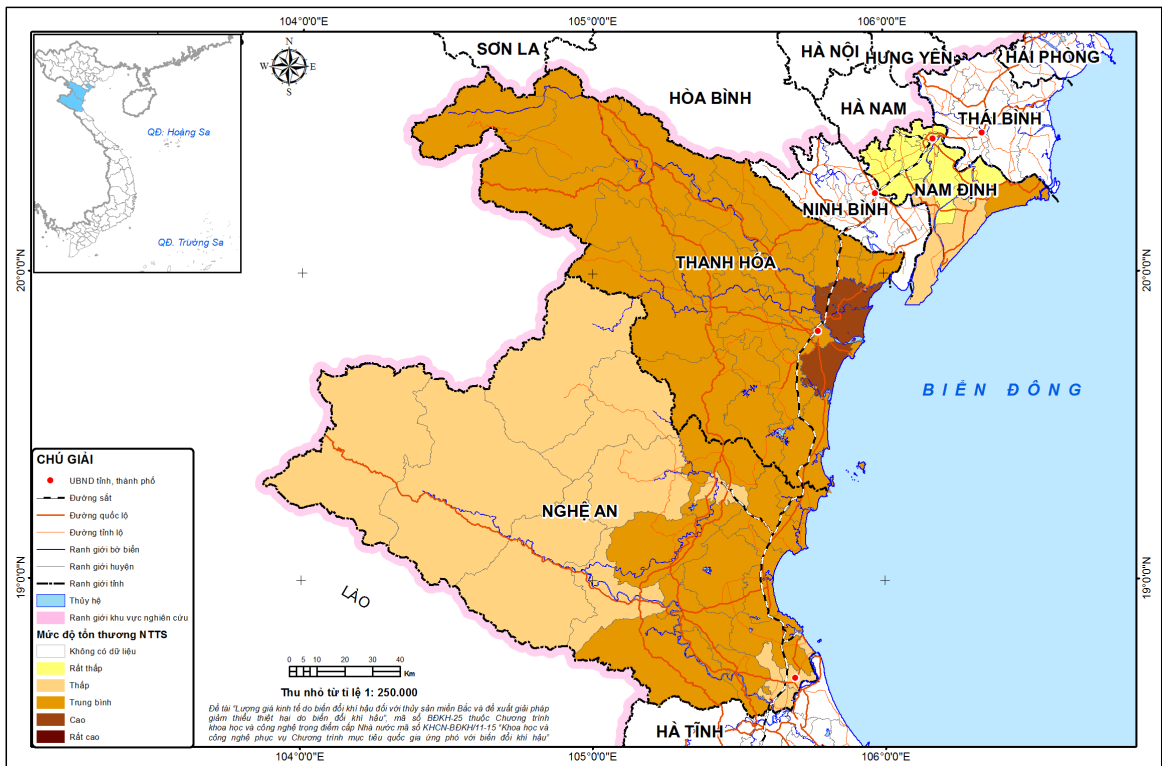 104°0'0"E
105°0'0"E
106°0'0"E
SƠN LA
HÀ NỘI
HƯNG YÊN
HẢI PHÒNG
HÒA BÌNH
HÀ NAM
THÁI BÌNH
N
W
E
S
QĐ: Hoàng Sa
QĐ. Trường Sa
NAM ĐỊNH
NINH BÌNH
THANH HÓA
20°0'0"N
20°0'0"N
BIỂN ĐÔNG
NGHỆ AN
LÀO
19°0'0"N
19°0'0"N
HÀ TĨNH
CHÚ GIẢI
UBND tỉnh, thành phố
Đường sắt
Đường quốc lộ
Đường tỉnh lộ
Ranh giới bờ biển
Ranh giới huyện
Ranh giới tỉnh
Thủy hệ
Ranh giới khu vực nghiên cứu
Mức độ tổn thương NTTS
Không có dữ liệu
Rất thấp
Thấp
Trung bình
Cao
Rất cao
0 5 10 20 30 40
Km
Thu nhỏ từ tỉ lệ 1: 250.000
Đề tài "Lượng giá kinh tế do biến đổi khí hậu đối với thủy sản miền Bắc và đề xuất giải pháp
giảm thiểu thiệt hại do biến đổi khí hậu", mã số BĐKH-25 thuộc Chương trình
khoa học và công nghệ trọng điểm cấp Nhà nước mã số KHCN-BĐKH/11-15 "Khoa học và
công nghệ phục vụ Chương trình mục tiêu quốc gia ứng phó với biến đổi khí hậu"
104°0'0"E
105°0'0"E
106°0'0"E